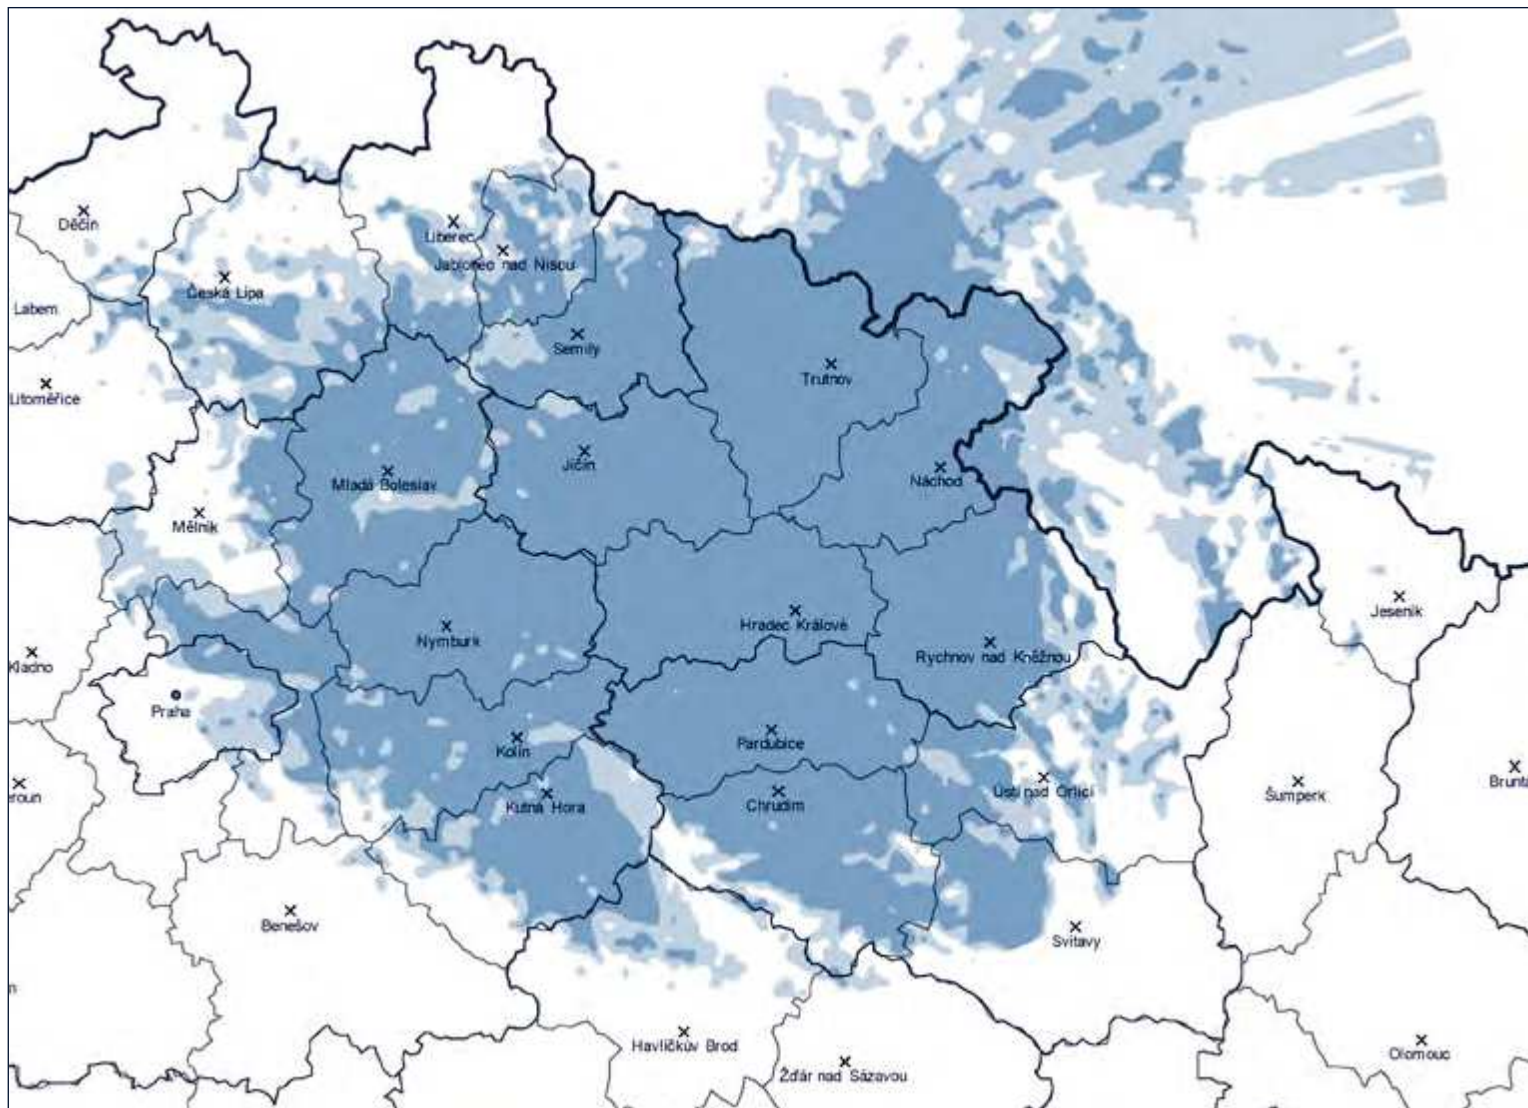 Děčín
Liberec
Jablonec nad Nisou
Česká Lípa
Labem
Semily
Trutnov
Litoměřice
Jičín
Mladá Boleslav
Náchod
Mělník
Jeseník
Hradec Králové
Nymburk
Rychnov nad Kněžnou
Kladno
Praha
Kolín
Pardubice
Ústí nad Orlicí
Šumperk
Brunta
eroun
Kutná Hora
Chrudim
Benešov
Svitavy
n
Havlíčkův Brod
Olomouc
Žďár nad Sázavou